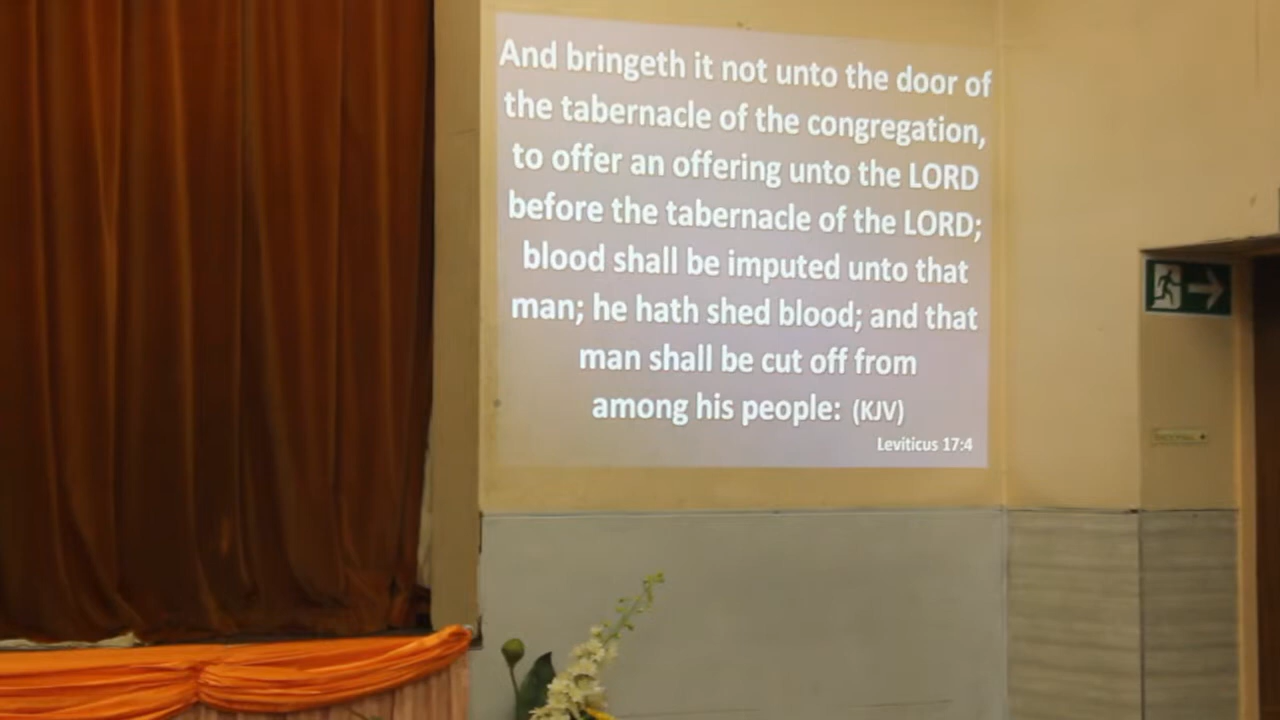 And bringeth it not unto the door of
the tabernacle of the congregation,
to offer an offering unto the LORD
before the tabernacle of the LORD;
blood shall be imputed unto that
man; he hath shed blood; and that
man shall be cut off from
among his people: (KJV)
Leviticus 17:4